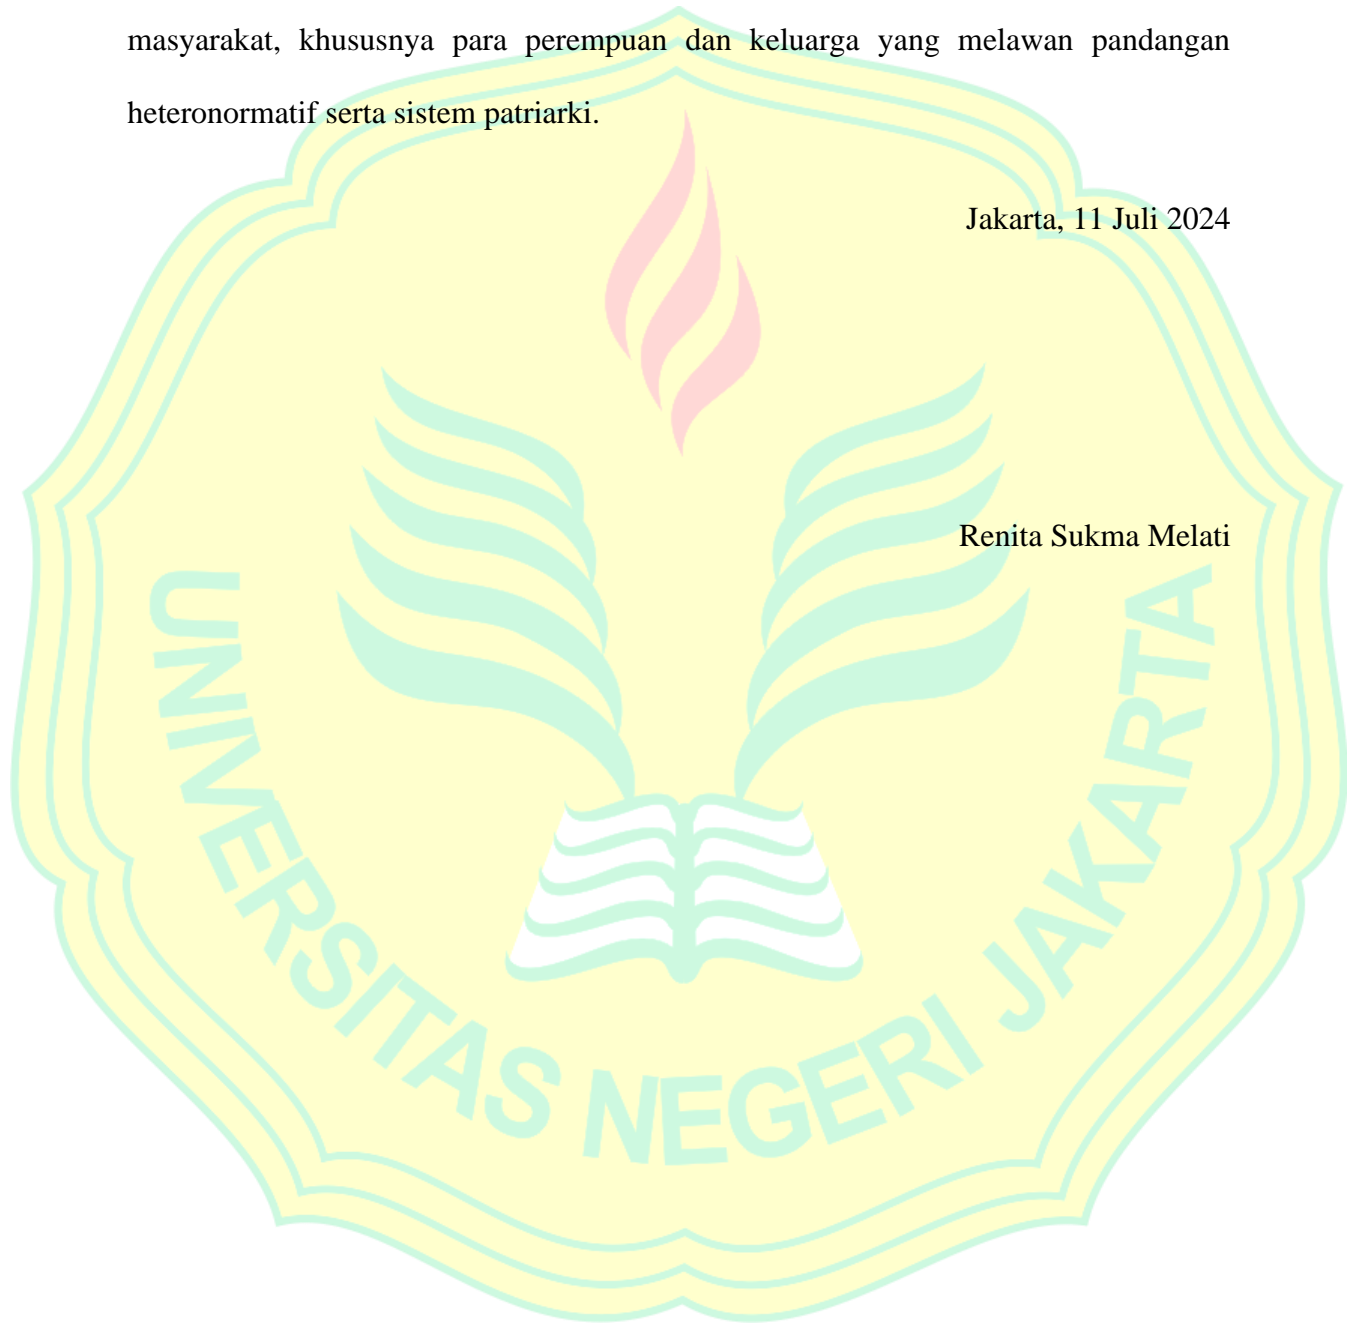 masyarakat, khususnya para perempuan dan keluarga yang melawan pandangan
heteronormatif serta sistem patriarki.
Jakarta, 11 Juli 2024
Renita Sukma Melati
UNIVERSITAS NEGERI JAKARTA